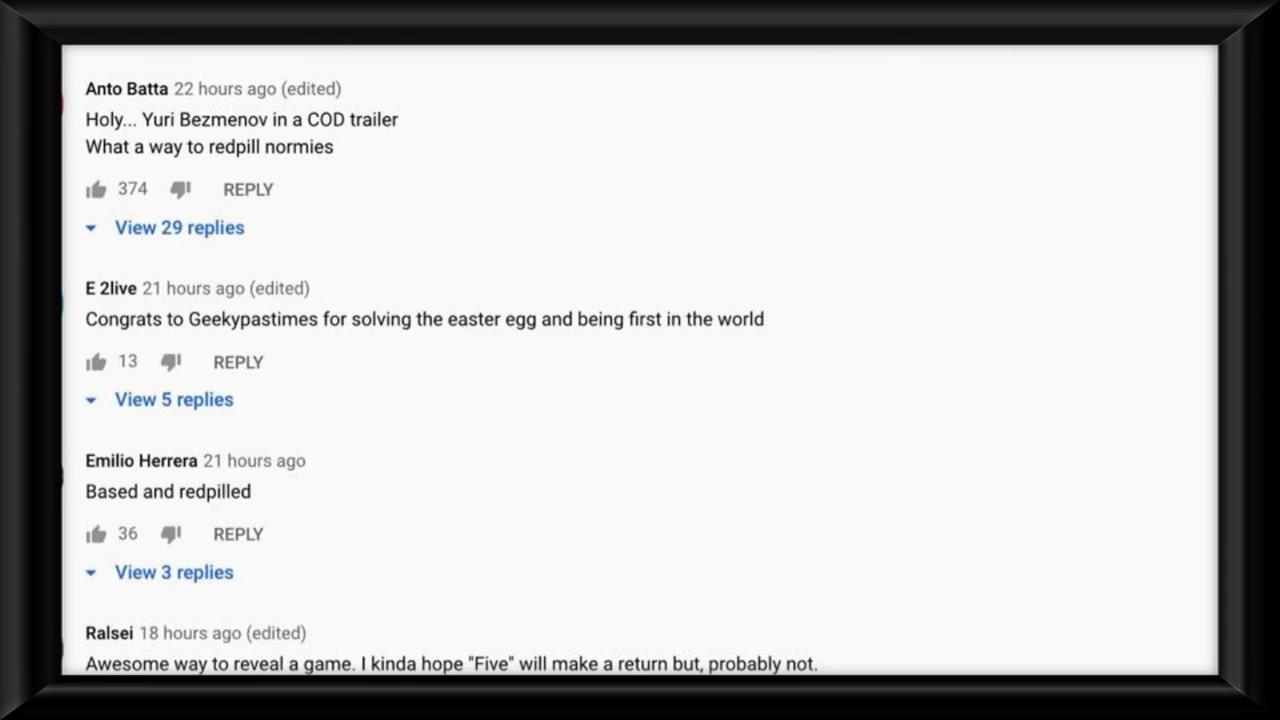 Anto Batta 22 hours ago (edited)
Holy... Yuri Bezmenov in a COD trailer
What a way to redpill normies
374 REPLY
View 29 replies
E 2live 21 hours ago (edited)
Congrats to Geekypastimes for solving the easter egg and being first in the world
13 REPLY
View 5 replies
Emilio Herrera 21 hours ago
Based and redpilled
36 REPLY
View 3 replies
Ralsei 18 hours ago (edited)
Awesome way to reveal a game. I kinda hope "Five" will make a return but, probably not.